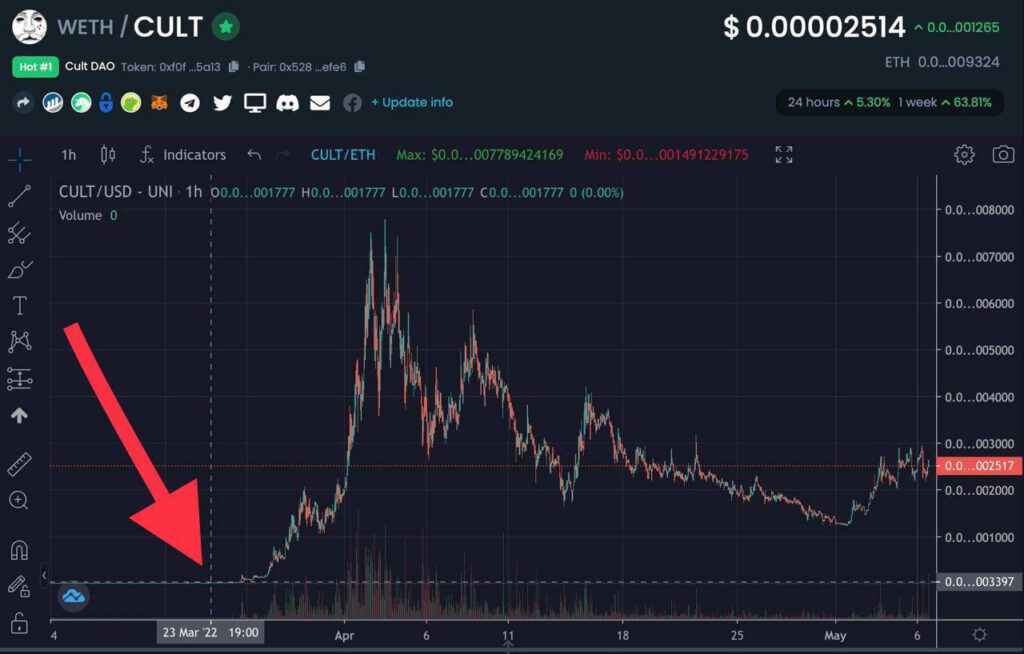 WETH / CULT
$ 0.00002514 0.0...001265
Hot #1 Cult DAO Token: 0xf0f ...5a13 · Pair: 0x528 ...efe6
ETH 0.0...009324
+ Update info
24 hours 5.30% 1 week 63.81%
1h Indicators CULT/ETH Max: $0.0...007789424169 Min: $0.0...001491229175
CULT/USD - UNI · 1h O0.0...001777 H0.0...001777 L0.0...001777 C0.0...001777 0 (0.00%)
Volume 0
0.0...008000
0.0...007000
0.0...006000
0.0...005000
0.0...004000
0.0...003000
0.0...002517
0.0...002000
0.0...001000
0.0...003397
4 23 Mar '22 19:00 Apr 6 11 18 25 May 6